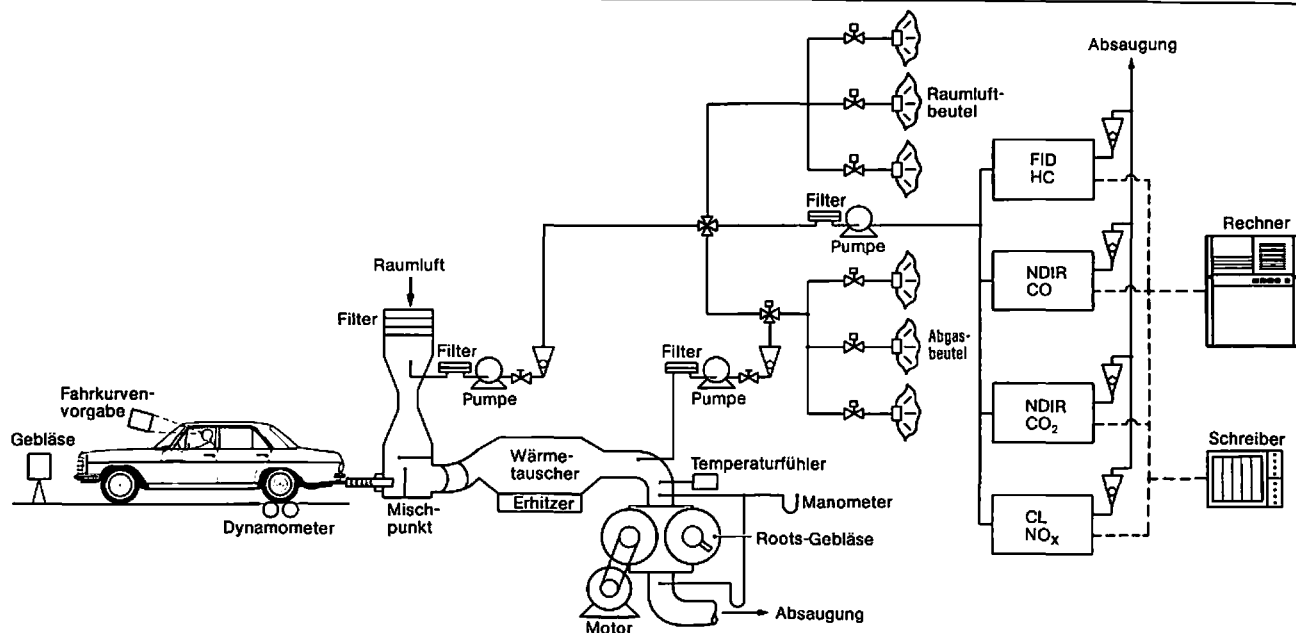 Absaugung
Raumluft-
beutel
FID
HC
Filter
Pumpe
Rechner
Raumluft
NDIR
CO
Filter
Abgas-
beutel
Filter
Pumpe
Filter
Pumpe
Fahrkurven-
vorgabe
NDIR
CO₂
Gebläse
Schreiber
Wärme-
tauscher
Temperaturfühler
Erhitzer
Manometer
Dynamometer
Misch-
punkt
CL
NOx
Roots-Gebläse
Absaugung
Motor